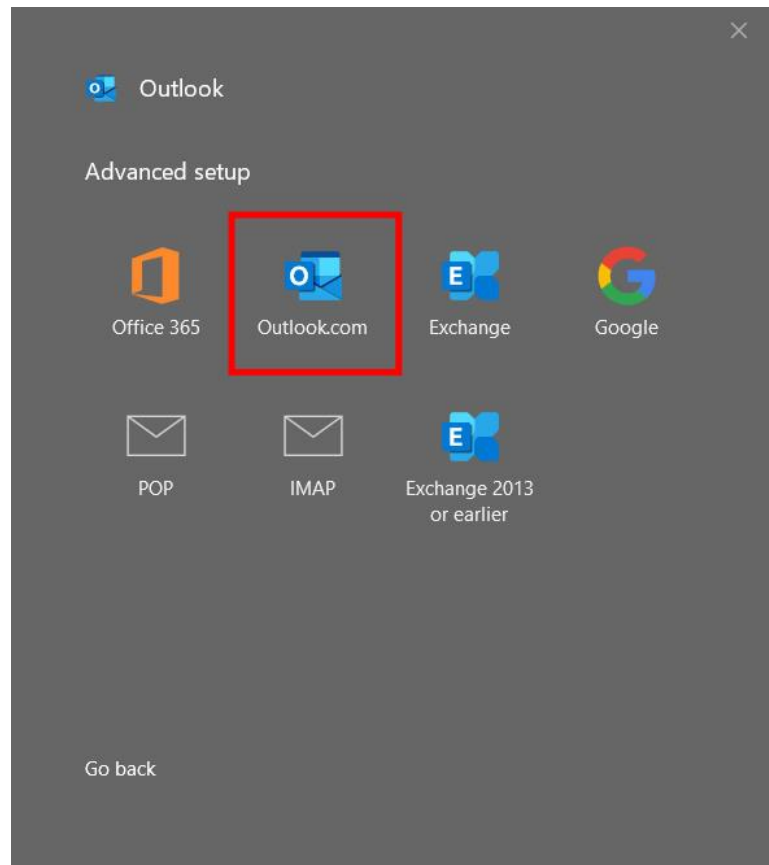 Outlook
Advanced setup
Office 365
Outlook.com
Exchange
Google
POP
IMAP
Exchange 2013
or earlier
Go back